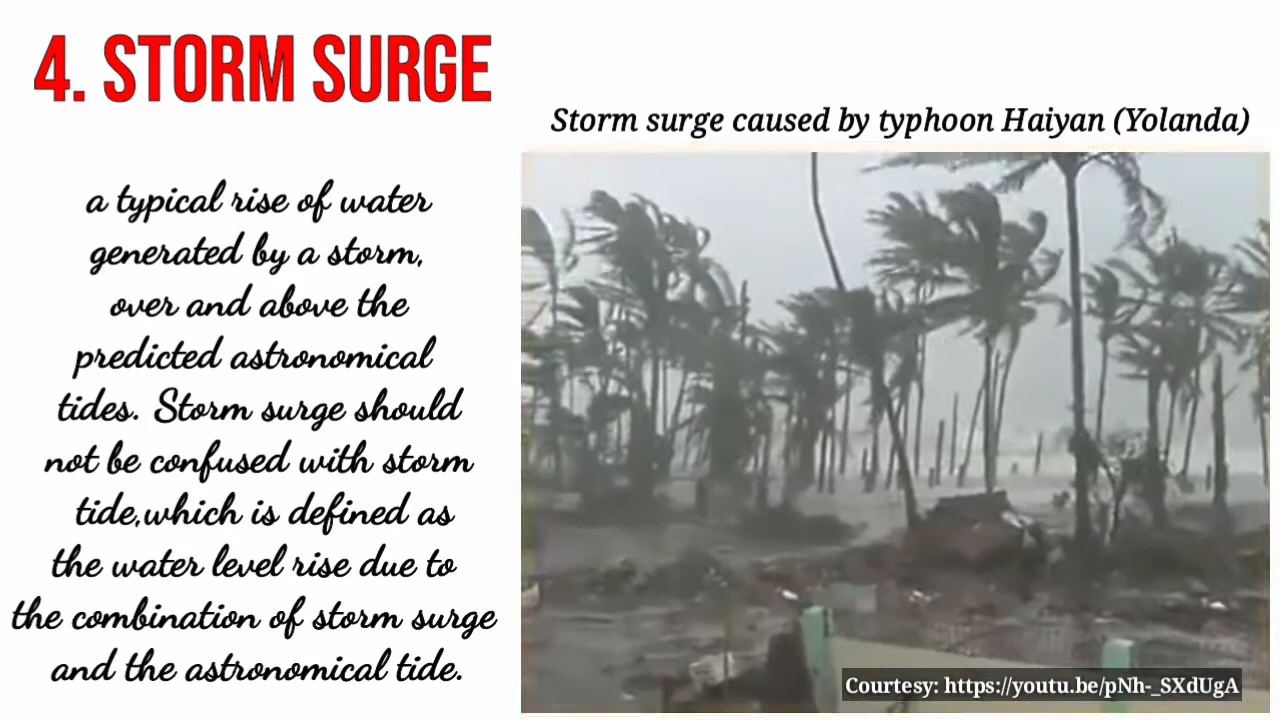 4. STORM SURGE
Storm surge caused by typhoon Haiyan (Yolanda)
a typical rise of water
generated by a storm,
over and above the
predicted astronomical
tides. Storm surge should
not be confused with storm
tide,which is defined as
the water level rise due to
the combination of storm surge
and the astronomical tide.
Courtesy: https://youtu.be/pNh-_SXdUgA